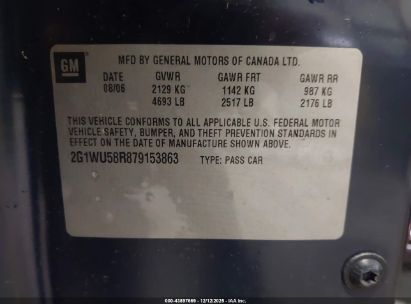 GM
MFD BY GENERAL MOTORS OF CANADA LTD.
DATE GVWR GAWR FRT GAWR RR
08/06 2129 KG 1142 KG 987 KG
4693 LB 2517 LB 2176 LB
THIS VEHICLE CONFORMS TO ALL APPLICABLE U.S. FEDERAL MOTOR
VEHICLE SAFETY, BUMPER, AND THEFT PREVENTION STANDARDS IN
EFFECT ON THE DATE OF MANUFACTURE SHOWN ABOVE.
2G1WU58R879153863 TYPE: PASS CAR